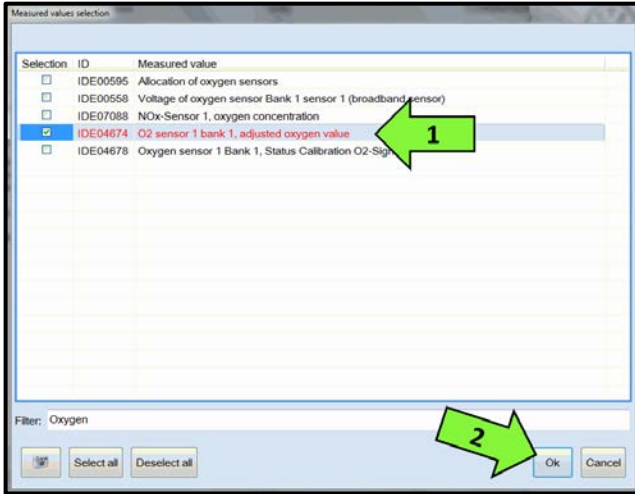 Measured values selection
Selection ID Measured value
IDE00595 Allocation of oxygen sensors
IDE00558 Voltage of oxygen sensor Bank 1 sensor 1 (broadband sensor)
IDE07088 NOx-Sensor 1, oxygen concentration
IDE04674 O2 sensor 1 bank 1, adjusted oxygen value
1
IDE04678 Oxygen sensor 1 Bank 1, Status Calibration
Filter: Oxygen
2
Select all Deselect all Ok Cancel